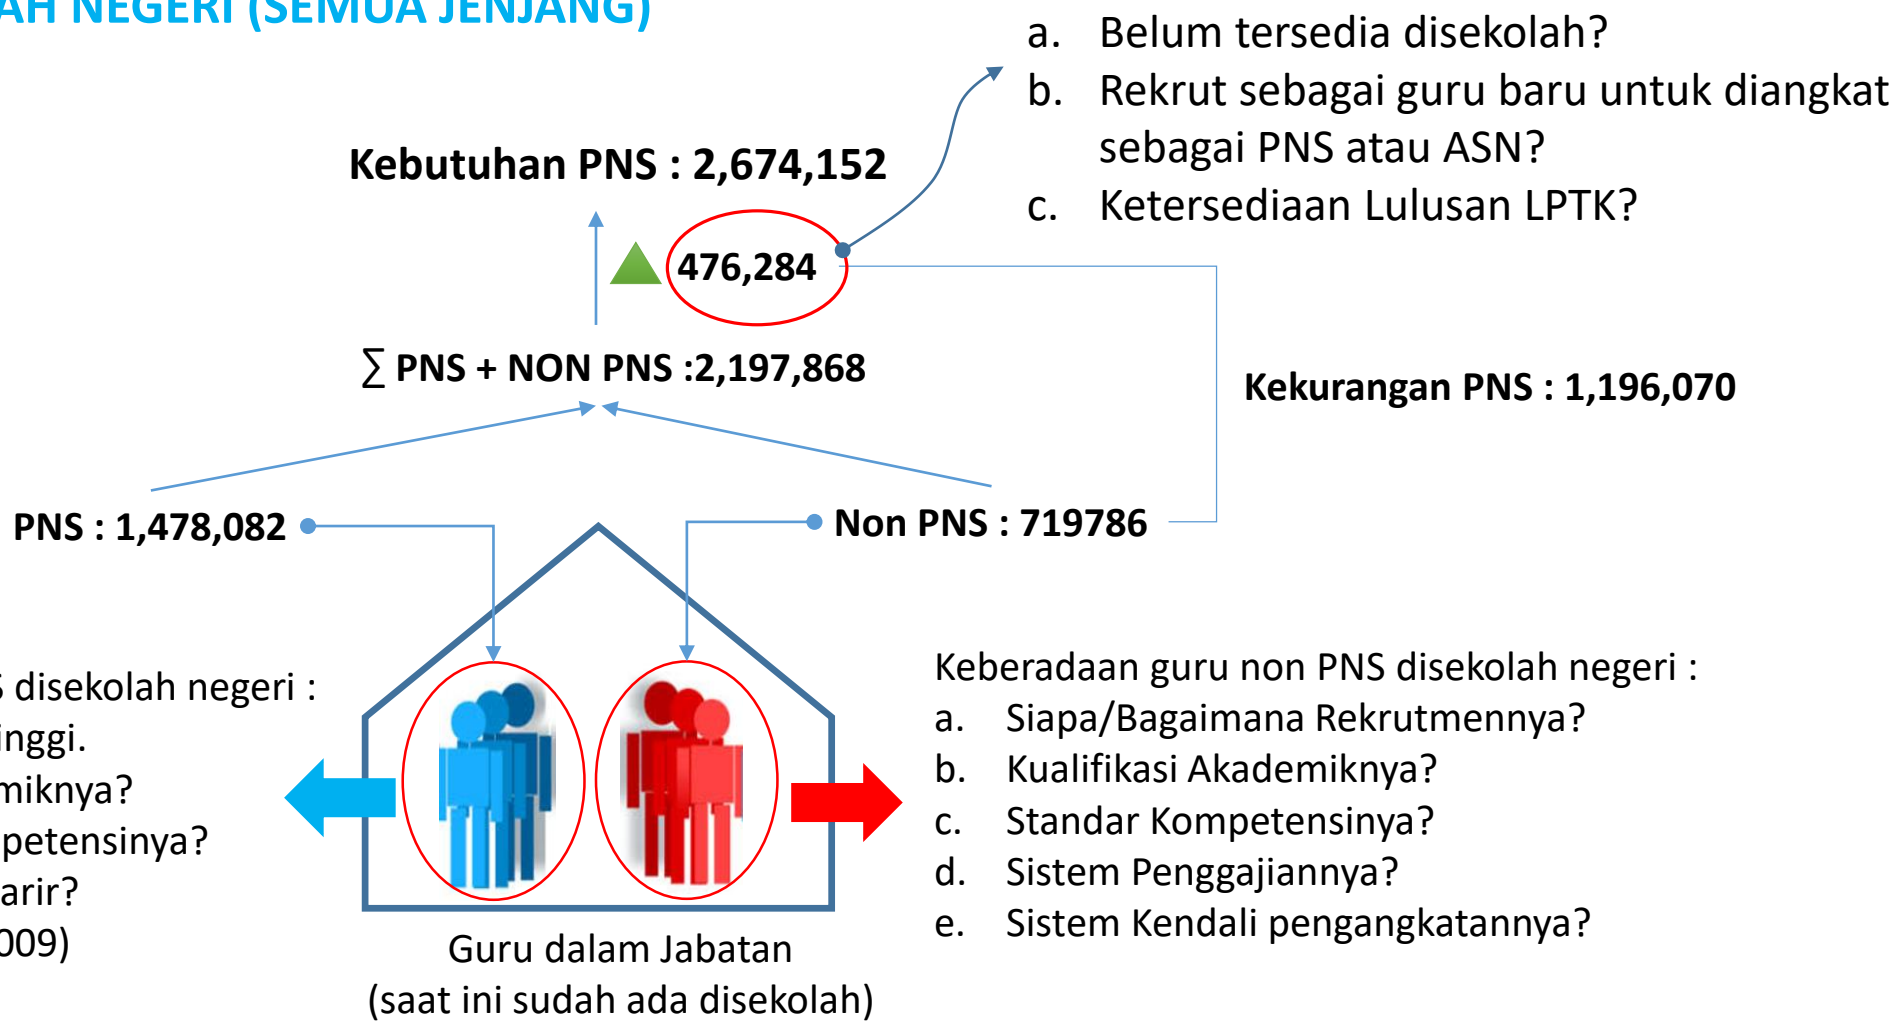 AH NEGERI (SEMUA JENJANG)
a. Belum tersedia disekolah?
b. Rekrut sebagai guru baru untuk diangkat
sebagai PNS atau ASN?
c. Ketersediaan Lulusan LPTK?
Kebutuhan PNS : 2,674,152
476,284
∑ PNS + NON PNS :2,197,868
Kekurangan PNS : 1,196,070
PNS : 1,478,082
Non PNS : 719786
S disekolah negeri :
inggi.
miknya?
petensinya?
arir?
009)
Keberadaan guru non PNS disekolah negeri :
a. Siapa/Bagaimana Rekrutmennya?
b. Kualifikasi Akademiknya?
c. Standar Kompetensinya?
d. Sistem Penggajiannya?
e. Sistem Kendali pengangkatannya?
Guru dalam Jabatan
(saat ini sudah ada disekolah)